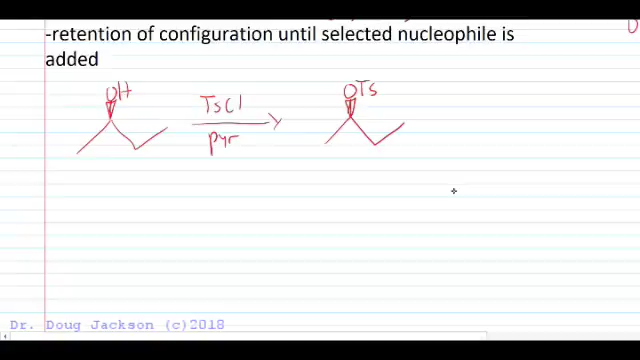 -retention of configuration until selected nucleophile is
added
OH
TsCl
pyr
OTs
Dr. Doug Jackson (c)2018